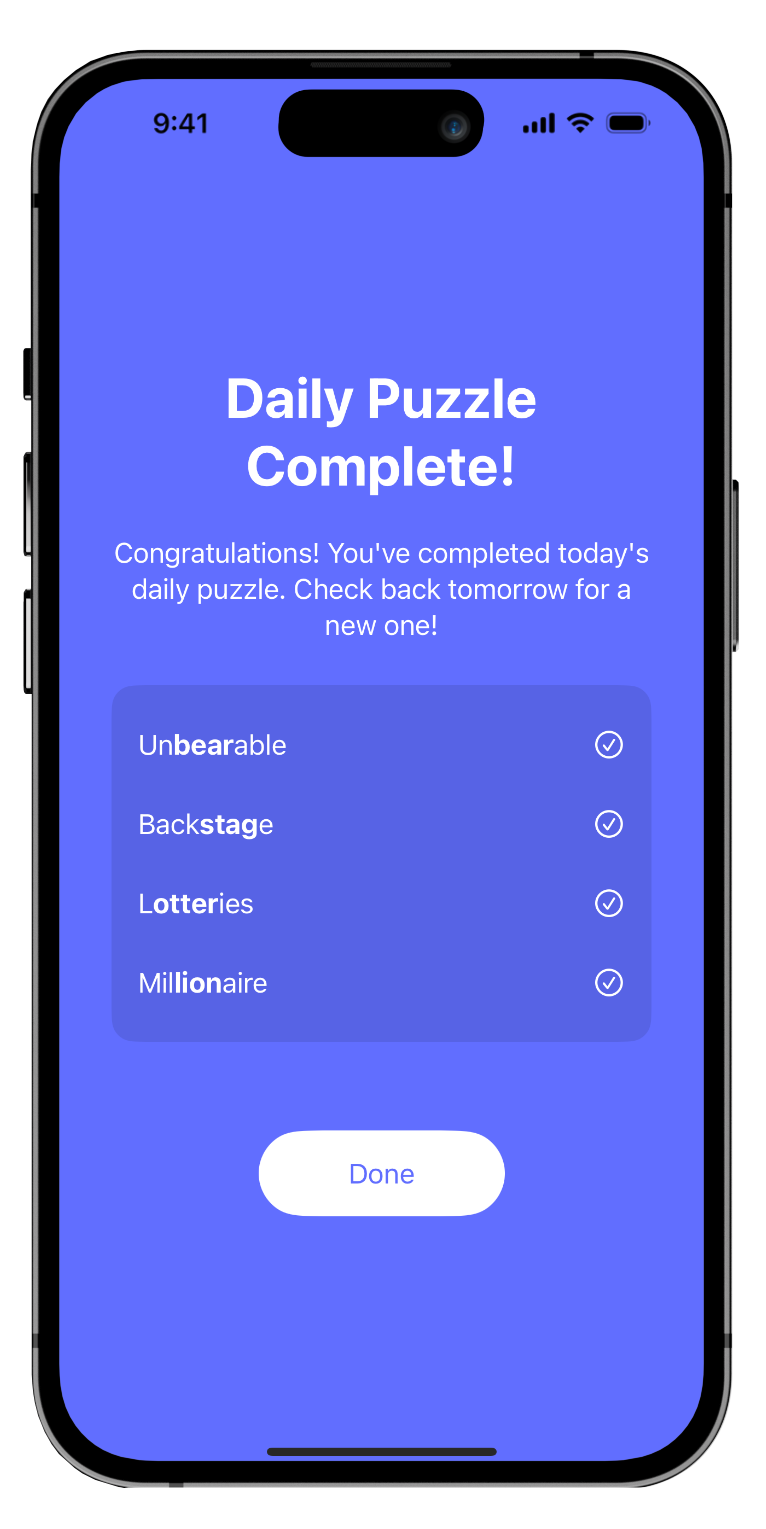 9:41
Daily Puzzle
Complete!
Congratulations! You've completed today's
daily puzzle. Check back tomorrow for a
new one!
Unbearable
Backstage
Lotteries
Millionaire
Done